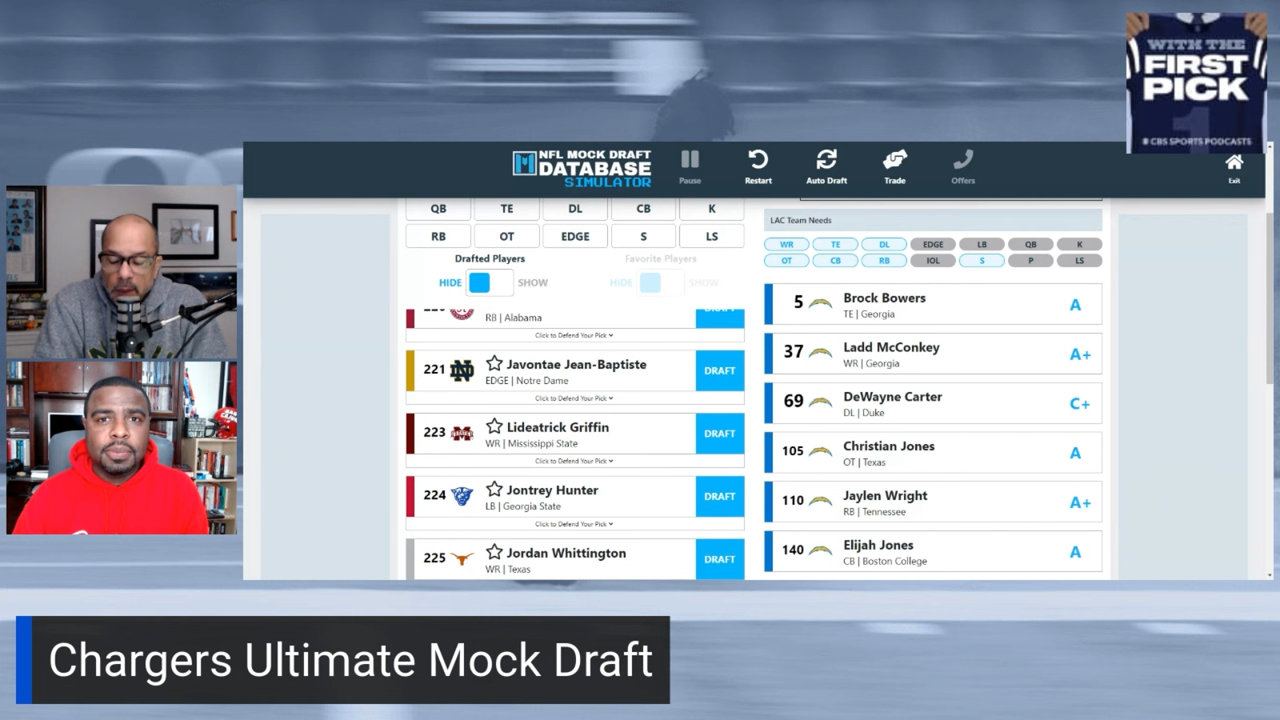 WITH THE
FIRST
PICK
CBS SPORTS PODCASTS
NFL MOCK DRAFT
DATABASE
SIMULATOR
Pause
Restart
Auto Draft
Trade
Offers
Exit
QB TE DL CB K
RB OT EDGE S LS
Drafted Players
Favorite Players
HIDE SHOW
HIDE SHOW
RB | Alabama
DRAFT
Click to Defend Your Pick
221 Javontae Jean-Baptiste
EDGE | Notre Dame
DRAFT
Click to Defend Your Pick
223 Lideatrick Griffin
WR | Mississippi State
DRAFT
Click to Defend Your Pick
224 Jontrey Hunter
LB | Georgia State
DRAFT
Click to Defend Your Pick
225 Jordan Whittington
WR | Texas
DRAFT
LAC Team Needs
WR TE DL EDGE LB QB K
OT CB RB IOL S P LS
5 Brock Bowers A
TE | Georgia
37 Ladd McConkey A+
WR | Georgia
69 DeWayne Carter C+
DL | Duke
105 Christian Jones A
OT | Texas
110 Jaylen Wright A+
RB | Tennessee
140 Elijah Jones A
CB | Boston College
Chargers Ultimate Mock Draft